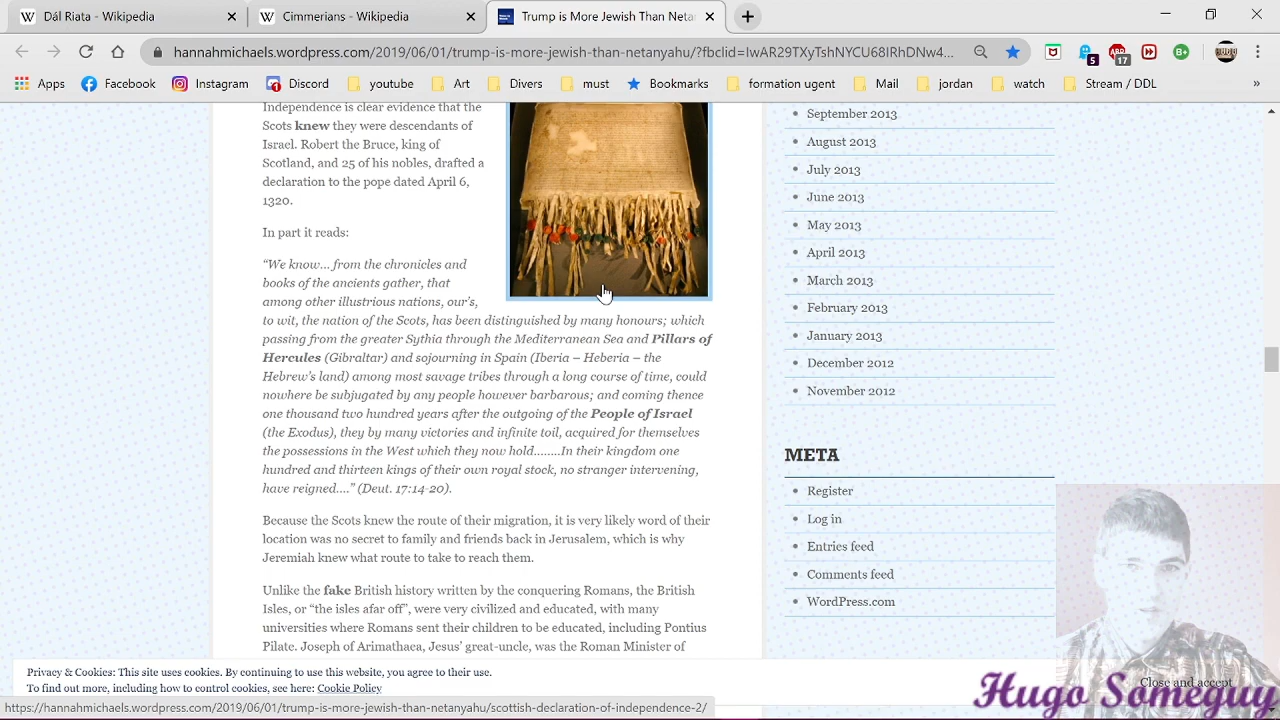 Dál Riata - Wikipedia
Cimmerians - Wikipedia
Trump is More Jewish than Netan
hannahmichaels.wordpress.com/2019/06/01/trump-is-more-jewish-than-netanyahu/?fbclid=IwAR29TXyTshNYCU68IRhDNw4...
5
17
Apps
Facebook
Instagram
Discord
youtube
Divers
must
Bookmarks
formation ugent
Mail
jordan
Stream / DLL
»
Independence is clear evidence that the
Scots knew they were descendants of
Israel. Robert the Bruce, king of
Scotland, and 25 of his nobles, drafted a
declaration to the pope dated April 6,
1320.
In part it reads:
“We know… from the chronicles and
books of the ancients gather, that
among other illustrious nations, our’s,
to wit, the nation of the Scots, has been distinguished by many honours; which
passing from the greater Sythia through the Mediterranean Sea and Pillars of
Hercules (Gibraltar) and sojourning in Spain (Iberia – Heberia – the
Hebrew’s land) among most savage tribes through a long course of time, could
nowhere be subjugated by any people however barbarous; and coming thence
one thousand two hundred years after the outgoing of the People of Israel
(the Exodus), they by many victories and infinite toil, acquired for themselves
the possessions in the West which they now hold……..In their kingdom one
hundred and thirteen kings of their own royal stock, no stranger intervening,
have reigned….” (Deut. 17:14-20).
Because the Scots knew the route of their migration, it is very likely word of their
location was no secret to family and friends back in Jerusalem, which is why
Jeremiah knew what route to take to reach them.
Unlike the fake British history written by the conquering Romans, the British
Isles, or “the isles afar off”, were very civilized and educated, with many
universities where Romans sent their children to be educated, including Pontius
Pilate. Joseph of Arimathaea, Jesus’ great-uncle, was the Roman Minister of
September 2013
August 2013
July 2013
June 2013
May 2013
April 2013
March 2013
February 2013
January 2013
December 2012
November 2012
META
Register
Log in
Entries feed
Comments feed
WordPress.com
Privacy & Cookies: This site uses cookies. By continuing to use this website, you agree to their use.
To find out more, including how to control cookies, see here: Cookie Policy
Close and accept
https://hannahmichaels.wordpress.com/2019/06/01/trump-is-more-jewish-than-netanyahu/scottish-declaration-of-independence-2/
Hugo Someguy